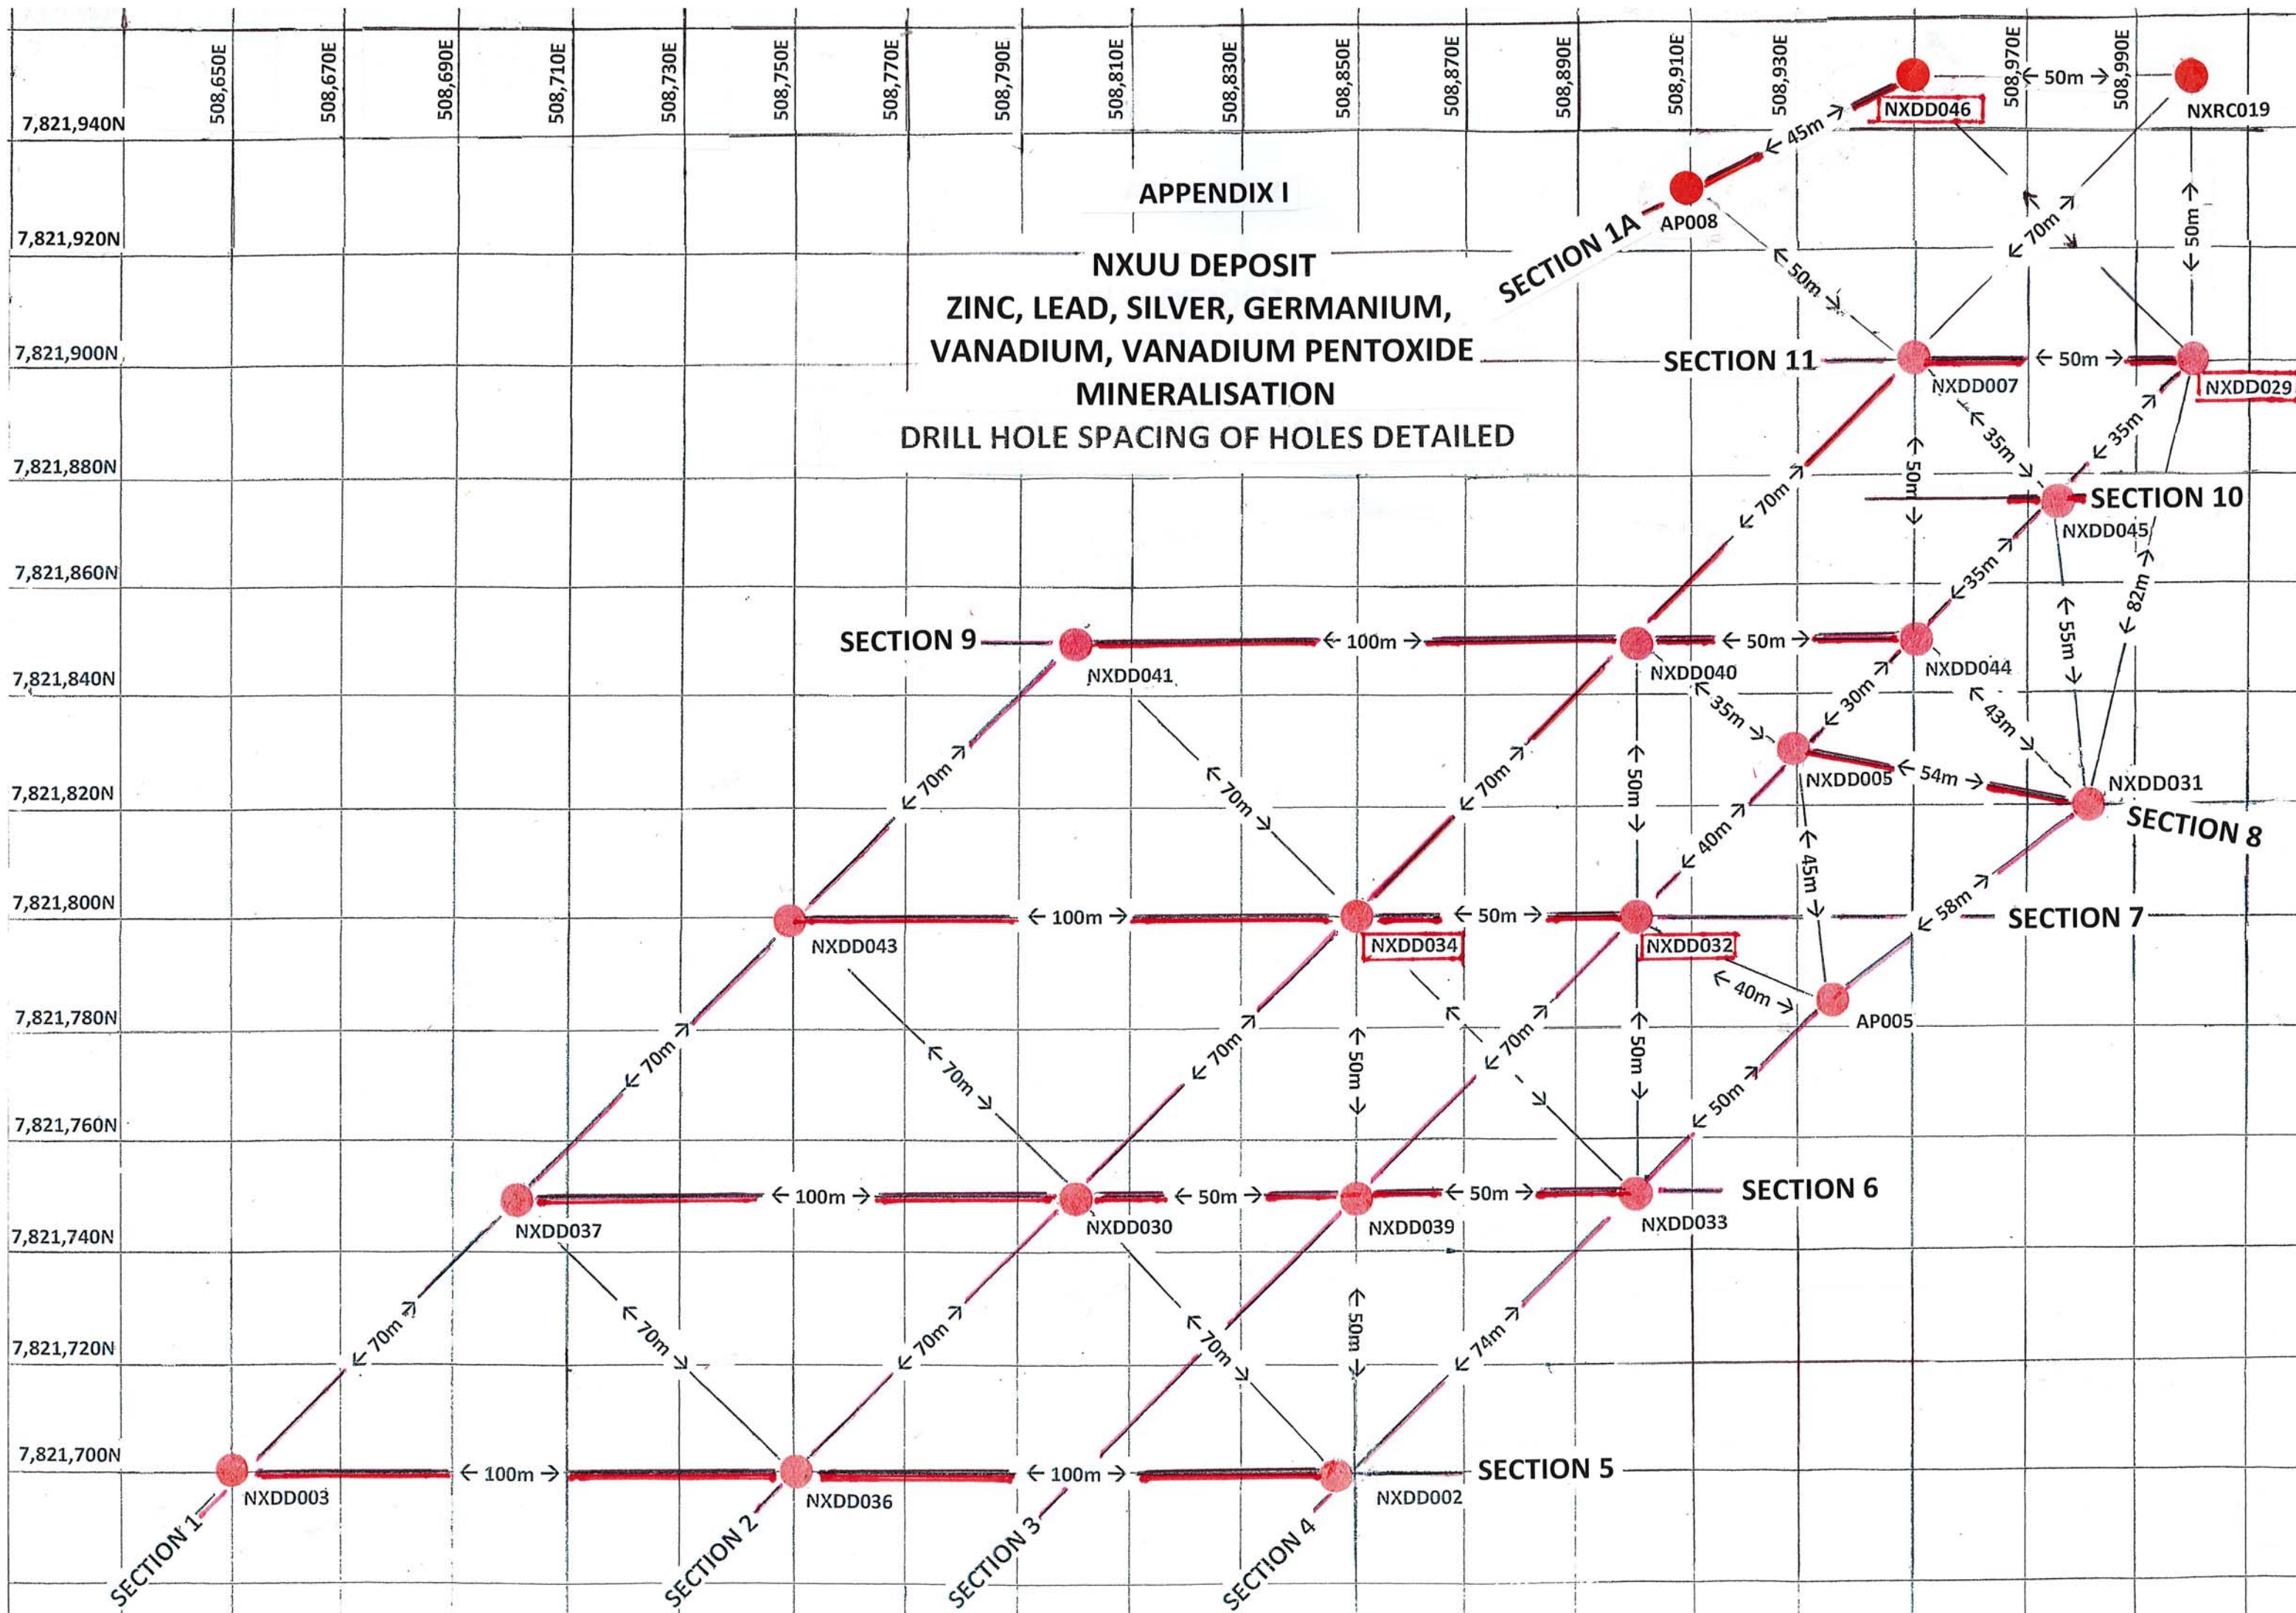 508,650E
508,670E
508,690E
508,710E
508,730E
508,750E
508,770E
508,790E
508,810E
508,830E
508,850E
508,870E
508,890E
508,910E
508,930E
508,970E
508,990E
← 50m →
NXDD046
NXRC019
7,821,940N
← 45m →
APPENDIX I
AP008
SECTION 1A
← 70m →
← 50m →
7,821,920N
← 50m →
NXUU DEPOSIT
ZINC, LEAD, SILVER, GERMANIUM,
VANADIUM, VANADIUM PENTOXIDE
MINERALISATION
DRILL HOLE SPACING OF HOLES DETAILED
7,821,900N
SECTION 11
← 50m →
NXDD007
NXDD029
← 35m →
← 35m →
7,821,880N
← 50m →
← 70m →
SECTION 10
NXDD045
7,821,860N
← 35m →
← 82m →
← 55m →
SECTION 9
← 100m →
← 50m →
NXDD041
NXDD040
NXDD044
7,821,840N
← 35m →
← 30m →
← 43m →
← 70m →
← 70m →
← 70m →
← 50m →
NXDD005
← 54m →
NXDD031
7,821,820N
SECTION 8
← 40m →
← 45m →
7,821,800N
← 100m →
← 50m →
← 58m →
SECTION 7
NXDD043
NXDD034
NXDD032
← 40m →
7,821,780N
AP005
← 70m →
← 70m →
← 70m →
← 50m →
← 70m →
← 50m →
← 50m →
7,821,760N
← 100m →
← 50m →
← 50m →
SECTION 6
NXDD037
NXDD030
NXDD039
NXDD033
7,821,740N
← 70m →
← 70m →
← 70m →
← 70m →
← 50m →
← 74m →
7,821,720N
7,821,700N
← 100m →
← 100m →
SECTION 5
NXDD003
NXDD036
NXDD002
SECTION 1
SECTION 2
SECTION 3
SECTION 4